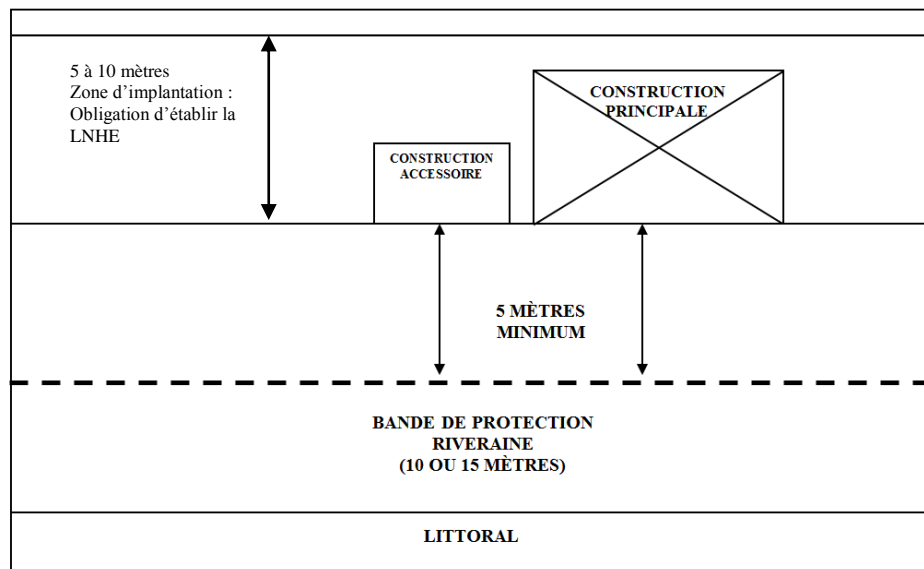 5 à 10 mètres
Zone d’implantation :
Obligation d’établir la
LNHE
CONSTRUCTION
PRINCIPALE
CONSTRUCTION
ACCESSOIRE
5 MÈTRES
MINIMUM
BANDE DE PROTECTION
RIVERAINE
(10 OU 15 MÈTRES)
LITTORAL